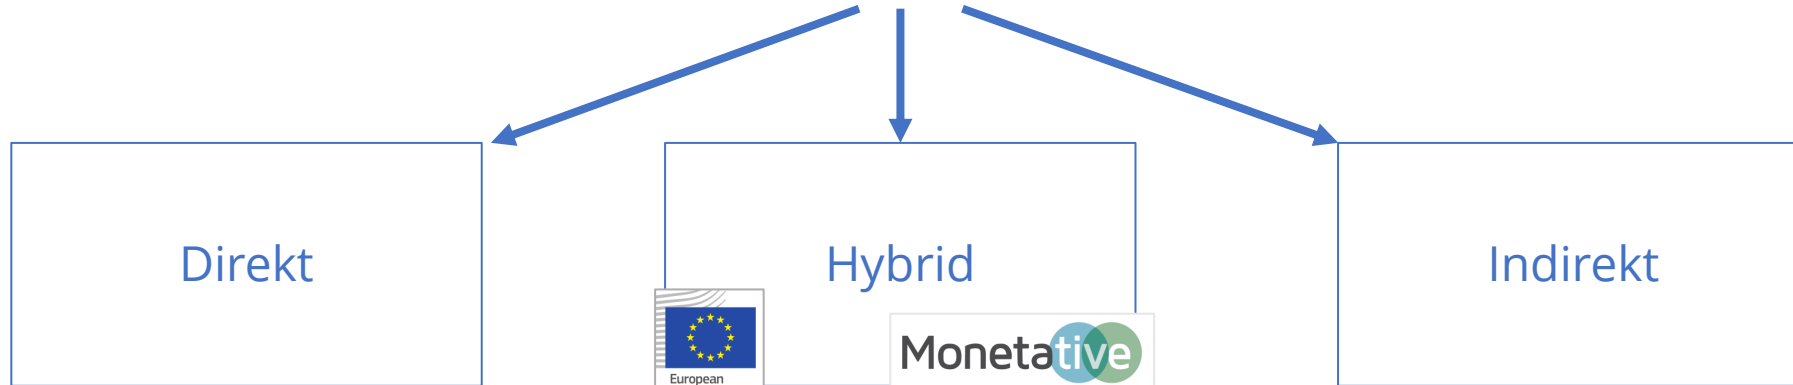 Direkt
Hybrid
Indirekt
Monetative
European